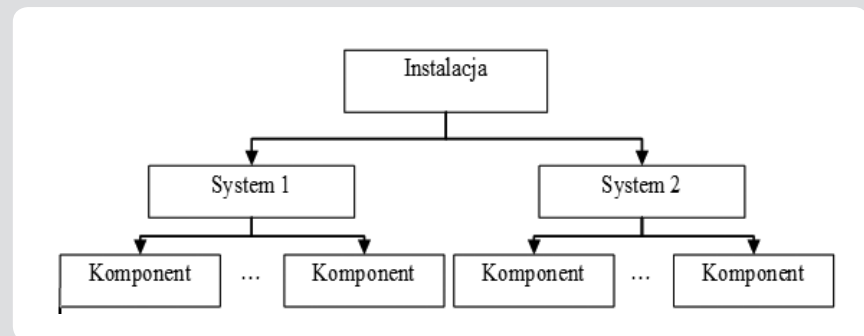 Instalacja
System 1
System 2
Komponent ... Komponent
Komponent ... Komponent